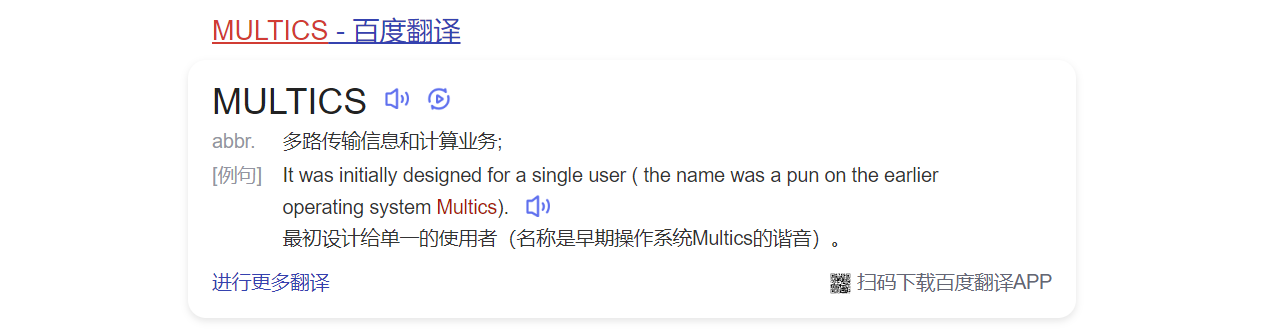 MULTICS - 百度翻译
MULTICS
abbr. 多路传输信息和计算业务;
[例句] It was initially designed for a single user ( the name was a pun on the earlier
operating system Multics).
最初设计给单一的使用者（名称是早期操作系统Multics的谐音）。
进行更多翻译 扫码下载百度翻译APP